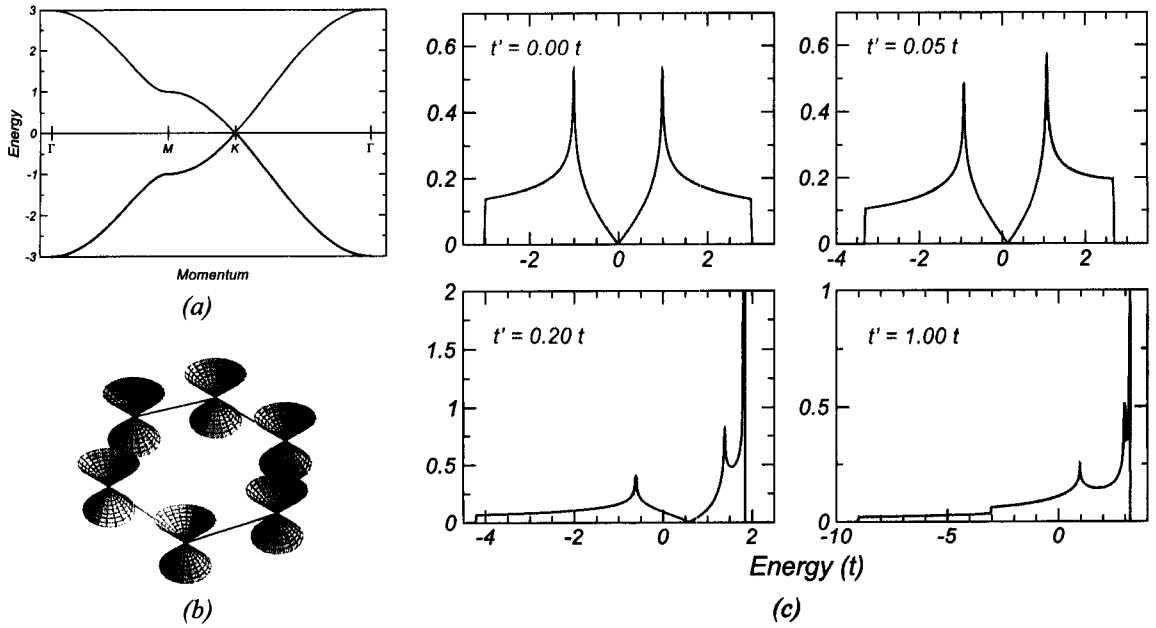 3
2
1
0
-1
-2
-3
Energy
Γ M K Γ
Momentum
(a)
(b)
t' = 0.00 t
0.6
0.4
0.2
0
-2 0 2
t' = 0.05 t
0.6
0.4
0.2
0
-4 -2 0 2
t' = 0.20 t
2
1.5
1
0.5
0
-4 -2 0 2
t' = 1.00 t
1
0.5
0
-10 -5 0
Energy (t)
(c)